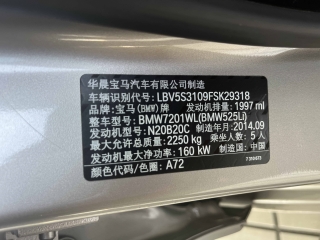 华晨宝马汽车有限公司制造
车辆识别代号: LBV5S3109FSK29318
品牌: 宝马(BMW)牌 发动机排量: 1997 ml
整车型号: BMW7201WL(BMW525Li)
发动机型号: N20B20C 制造年月: 2014.09
最大允许总质量: 2250 kg 乘坐人数: 5 人
发动机最大净功率: 160 kW 制造国: 中国
颜色代码/色圈: A72